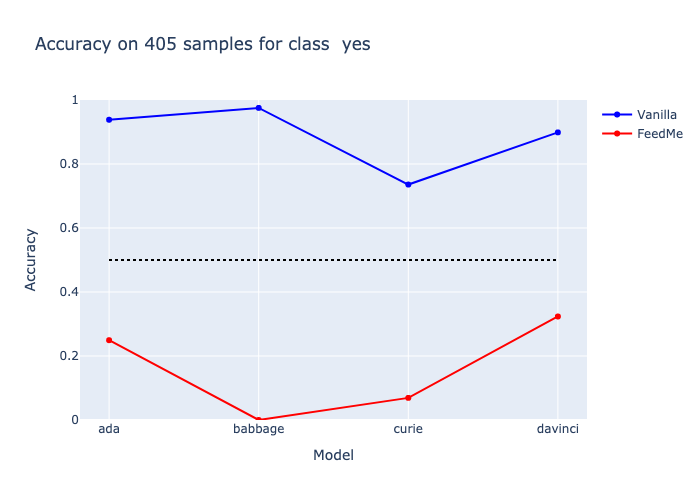 Accuracy on 405 samples for class  yes
Vanilla
FeedMe
Accuracy
1
0.8
0.6
0.4
0.2
0
ada
babbage
curie
davinci
Model